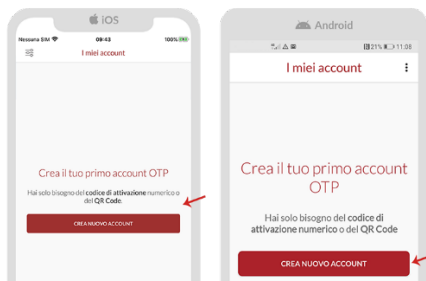 iOS
Nessuna SIM 09:43 100%
I miei account
Crea il tuo primo account OTP
Hai solo bisogno del codice di attivazione numerico o
del QR Code.
CREA NUOVO ACCOUNT
Android
21% 11:08
I miei account
Crea il tuo primo account
OTP
Hai solo bisogno del codice di
attivazione numerico o del QR Code
CREA NUOVO ACCOUNT